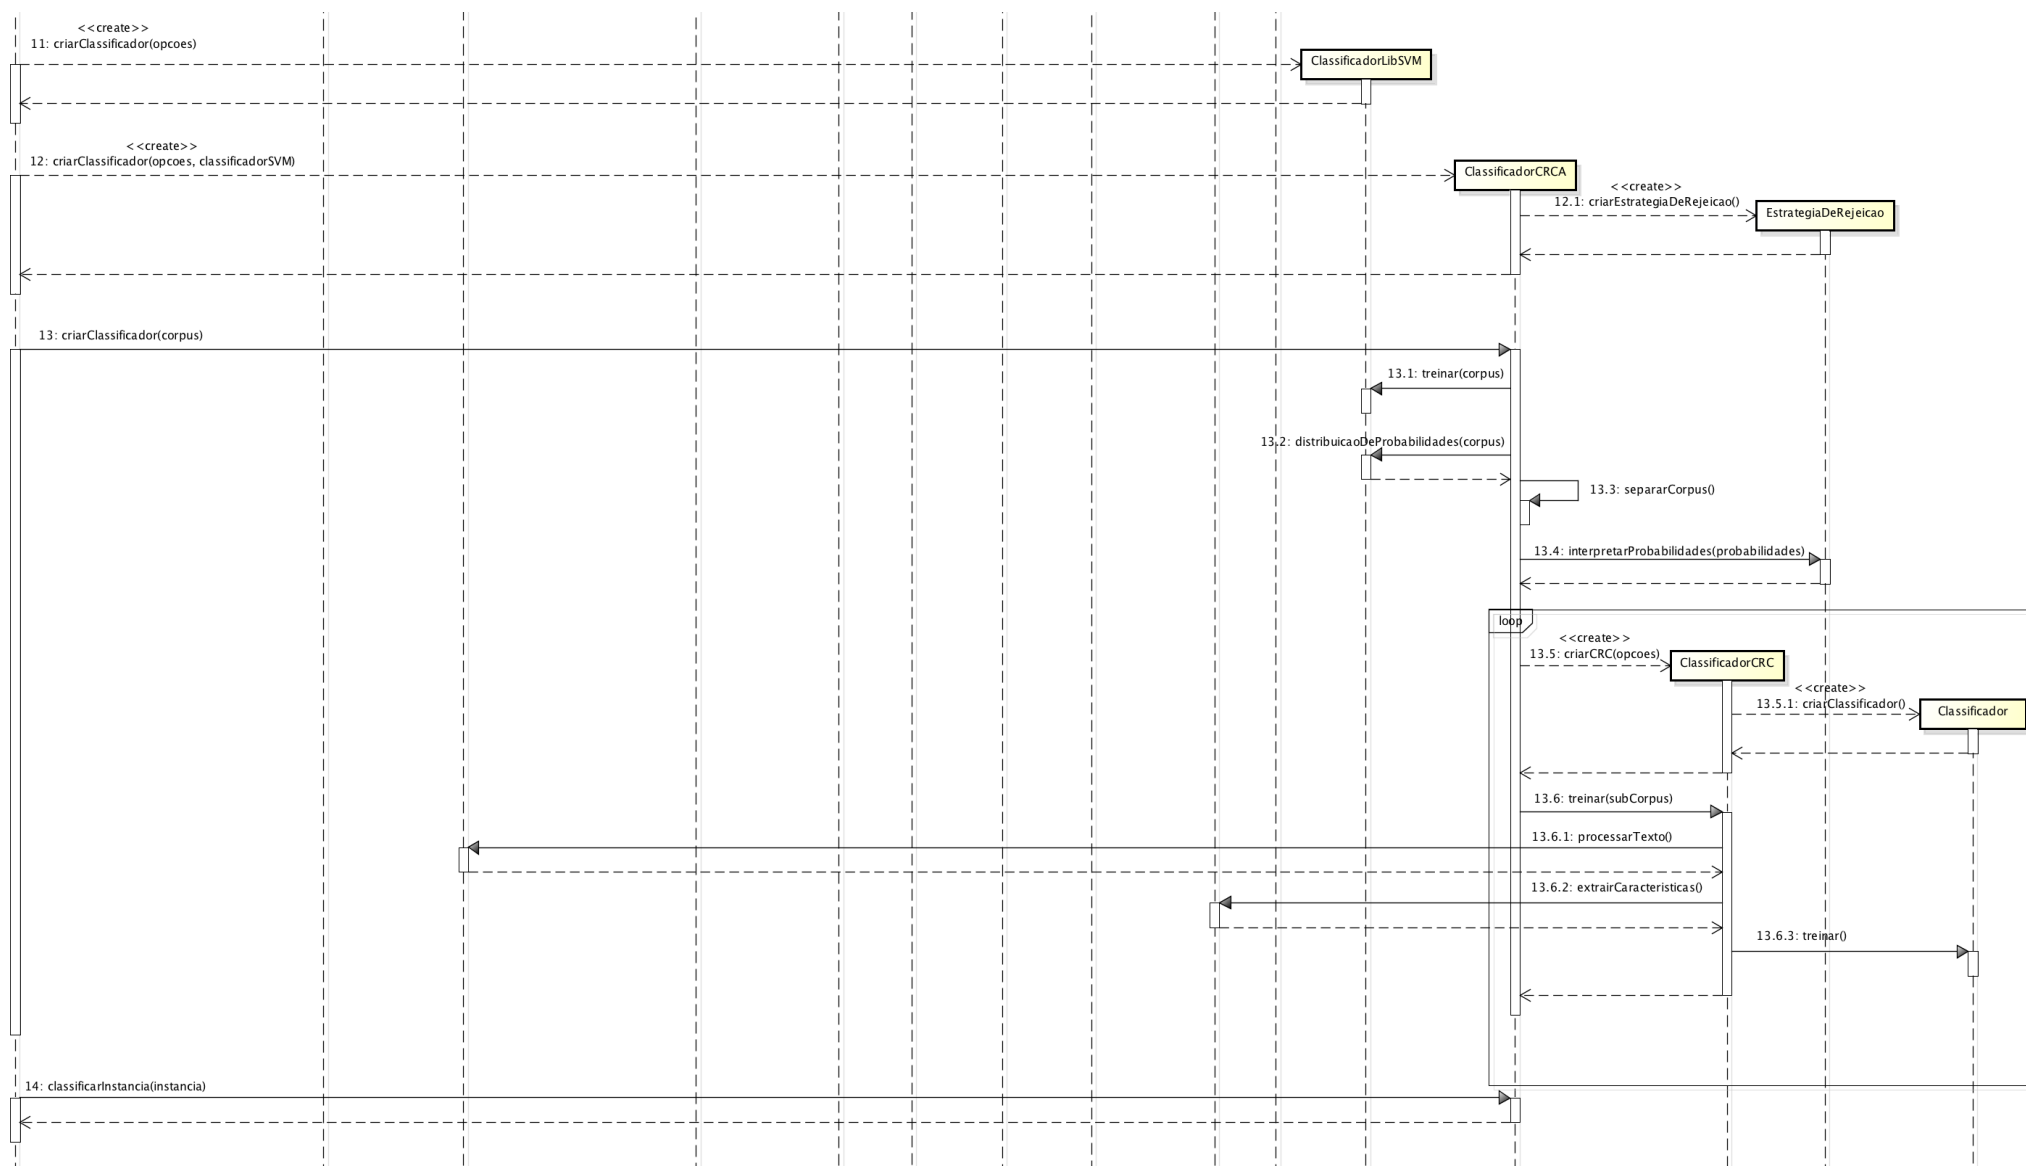 <<create>>
11: criarClassificador(opcoes)
ClassificadorLibSVM
<<create>>
12: criarClassificador(opcoes, classificadorSVM)
ClassificadorCRCA
<<create>>
12.1: criarEstrategiaDeRejeicao()
EstrategiaDeRejeicao
13: criarClassificador(corpus)
13.1: treinar(corpus)
13.2: distribuicaoDeProbabilidades(corpus)
13.3: separarCorpus()
13.4: interpretarProbabilidades(probabilidades)
loop
<<create>>
13.5: criarCRC(opcoes)
ClassificadorCRC
<<create>>
13.5.1: criarClassificador()
Classificador
13.6: treinar(subCorpus)
13.6.1: processarTexto()
13.6.2: extrairCaracteristicas()
13.6.3: treinar()
14: classificarInstancia(instancia)